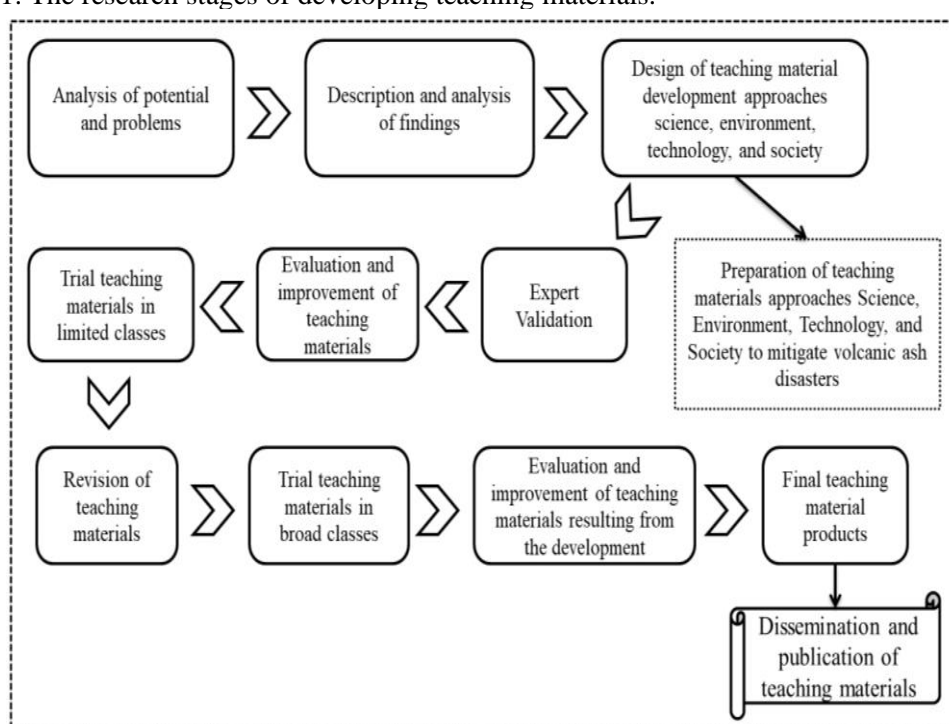 1. The research stages of developing teaching materials.
Analysis of potential
and problems
Description and analysis
of findings
Design of teaching material
development approaches
science, environment,
technology, and society
Preparation of teaching
materials approaches Science,
Environment, Technology, and
Society to mitigate volcanic ash
disasters
Expert
Validation
Evaluation and
improvement of
teaching
materials
Trial teaching
materials in
limited classes
Revision of
teaching
materials
Trial teaching
materials in
broad classes
Evaluation and
improvement of teaching
materials resulting from
the development
Final teaching
material
products
Dissemination and
publication of
teaching materials